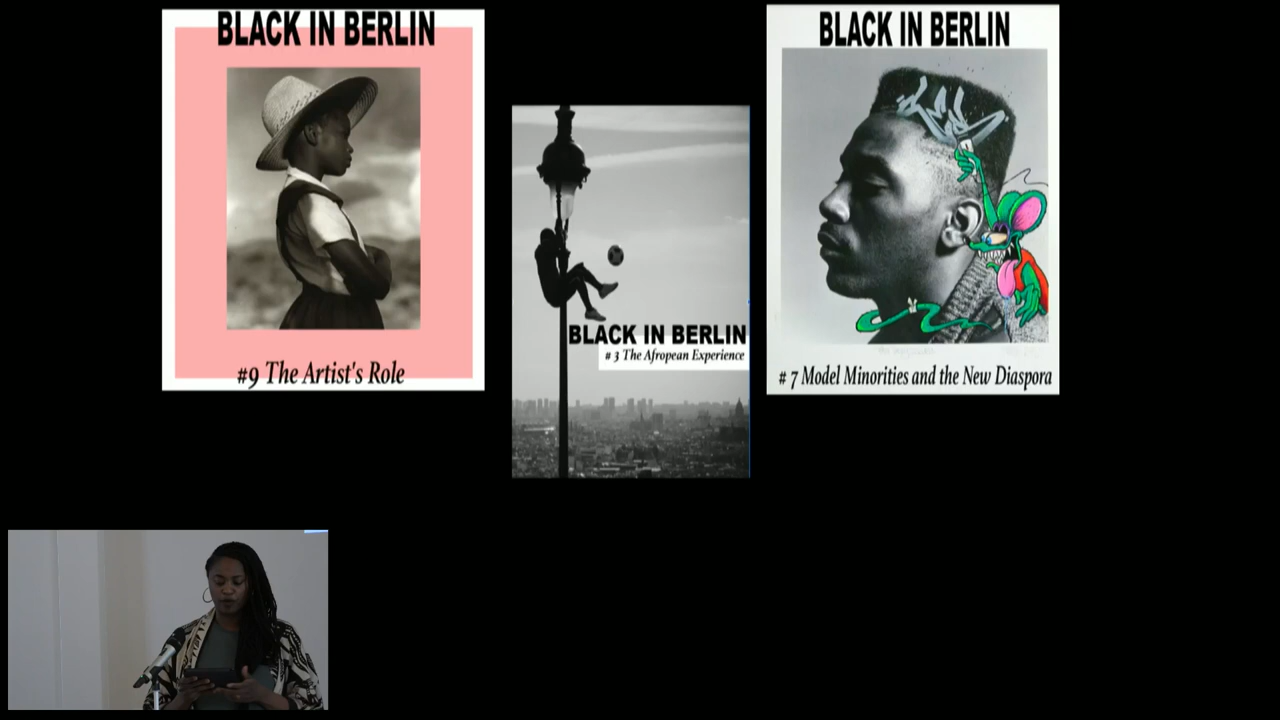 BLACK IN BERLIN
#9 The Artist's Role
BLACK IN BERLIN
# 3 The Afropean Experience
BLACK IN BERLIN
# 7 Model Minorities and the New Diaspora